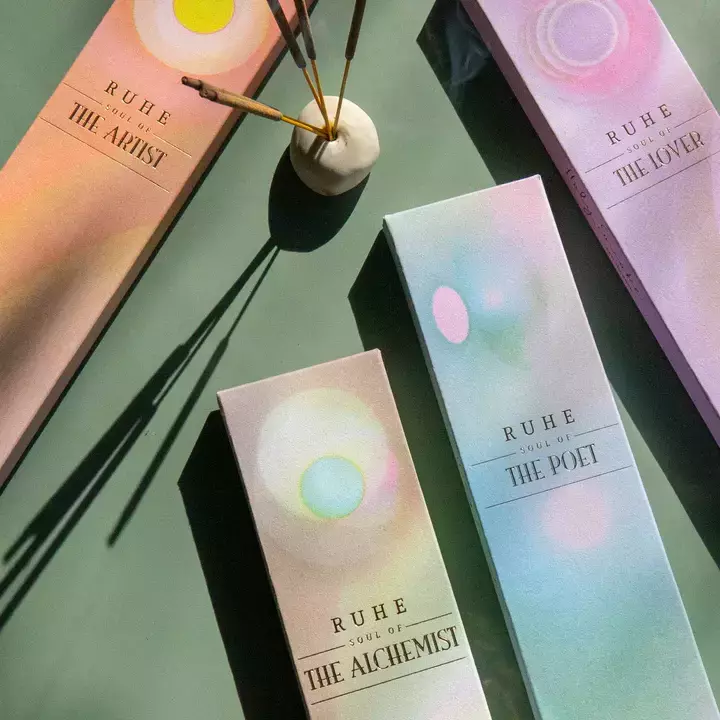 RUHE
SOUL OF
THE ARTIST
RUHE
SOUL OF
THE LOVER
RUHE
SOUL OF
THE POET
RUHE
SOUL OF
THE ALCHEMIST